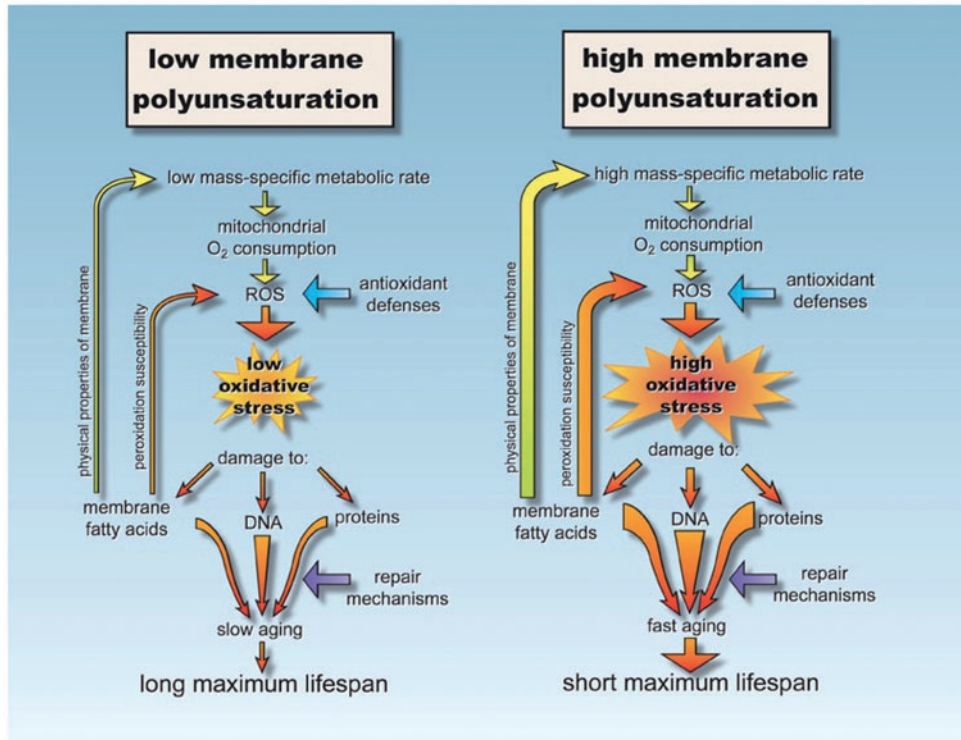 low membrane
polyunsaturation
low mass-specific metabolic rate
mitochondrial
O₂ consumption
ROS
antioxidant
defenses
physical properties of membrane
peroxidation susceptibility
low
oxidative
stress
damage to:
membrane
fatty acids
DNA
proteins
repair
mechanisms
slow aging
long maximum lifespan
high membrane
polyunsaturation
high mass-specific metabolic rate
mitochondrial
O₂ consumption
ROS
antioxidant
defenses
physical properties of membrane
peroxidation susceptibility
high
oxidative
stress
damage to:
membrane
fatty acids
DNA
proteins
repair
mechanisms
fast aging
short maximum lifespan